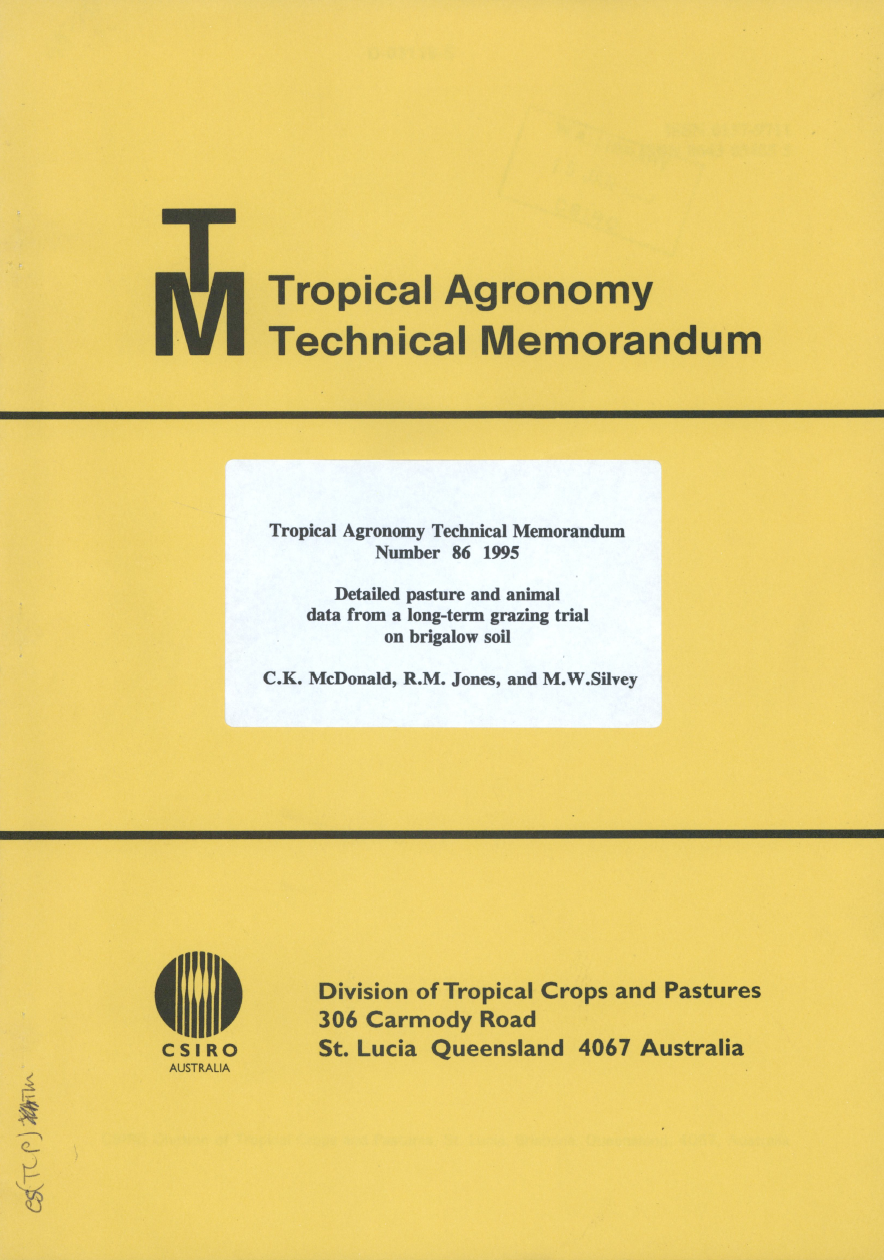 TM
Tropical Agronomy
Technical Memorandum
Tropical Agronomy Technical Memorandum
Number 86 1995
Detailed pasture and animal
data from a long-term grazing trial
on brigalow soil
C.K. McDonald, R.M. Jones, and M.W.Silvey
CSIRO
AUSTRALIA
Division of Tropical Crops and Pastures
306 Carmody Road
St. Lucia Queensland 4067 Australia
(TCP)